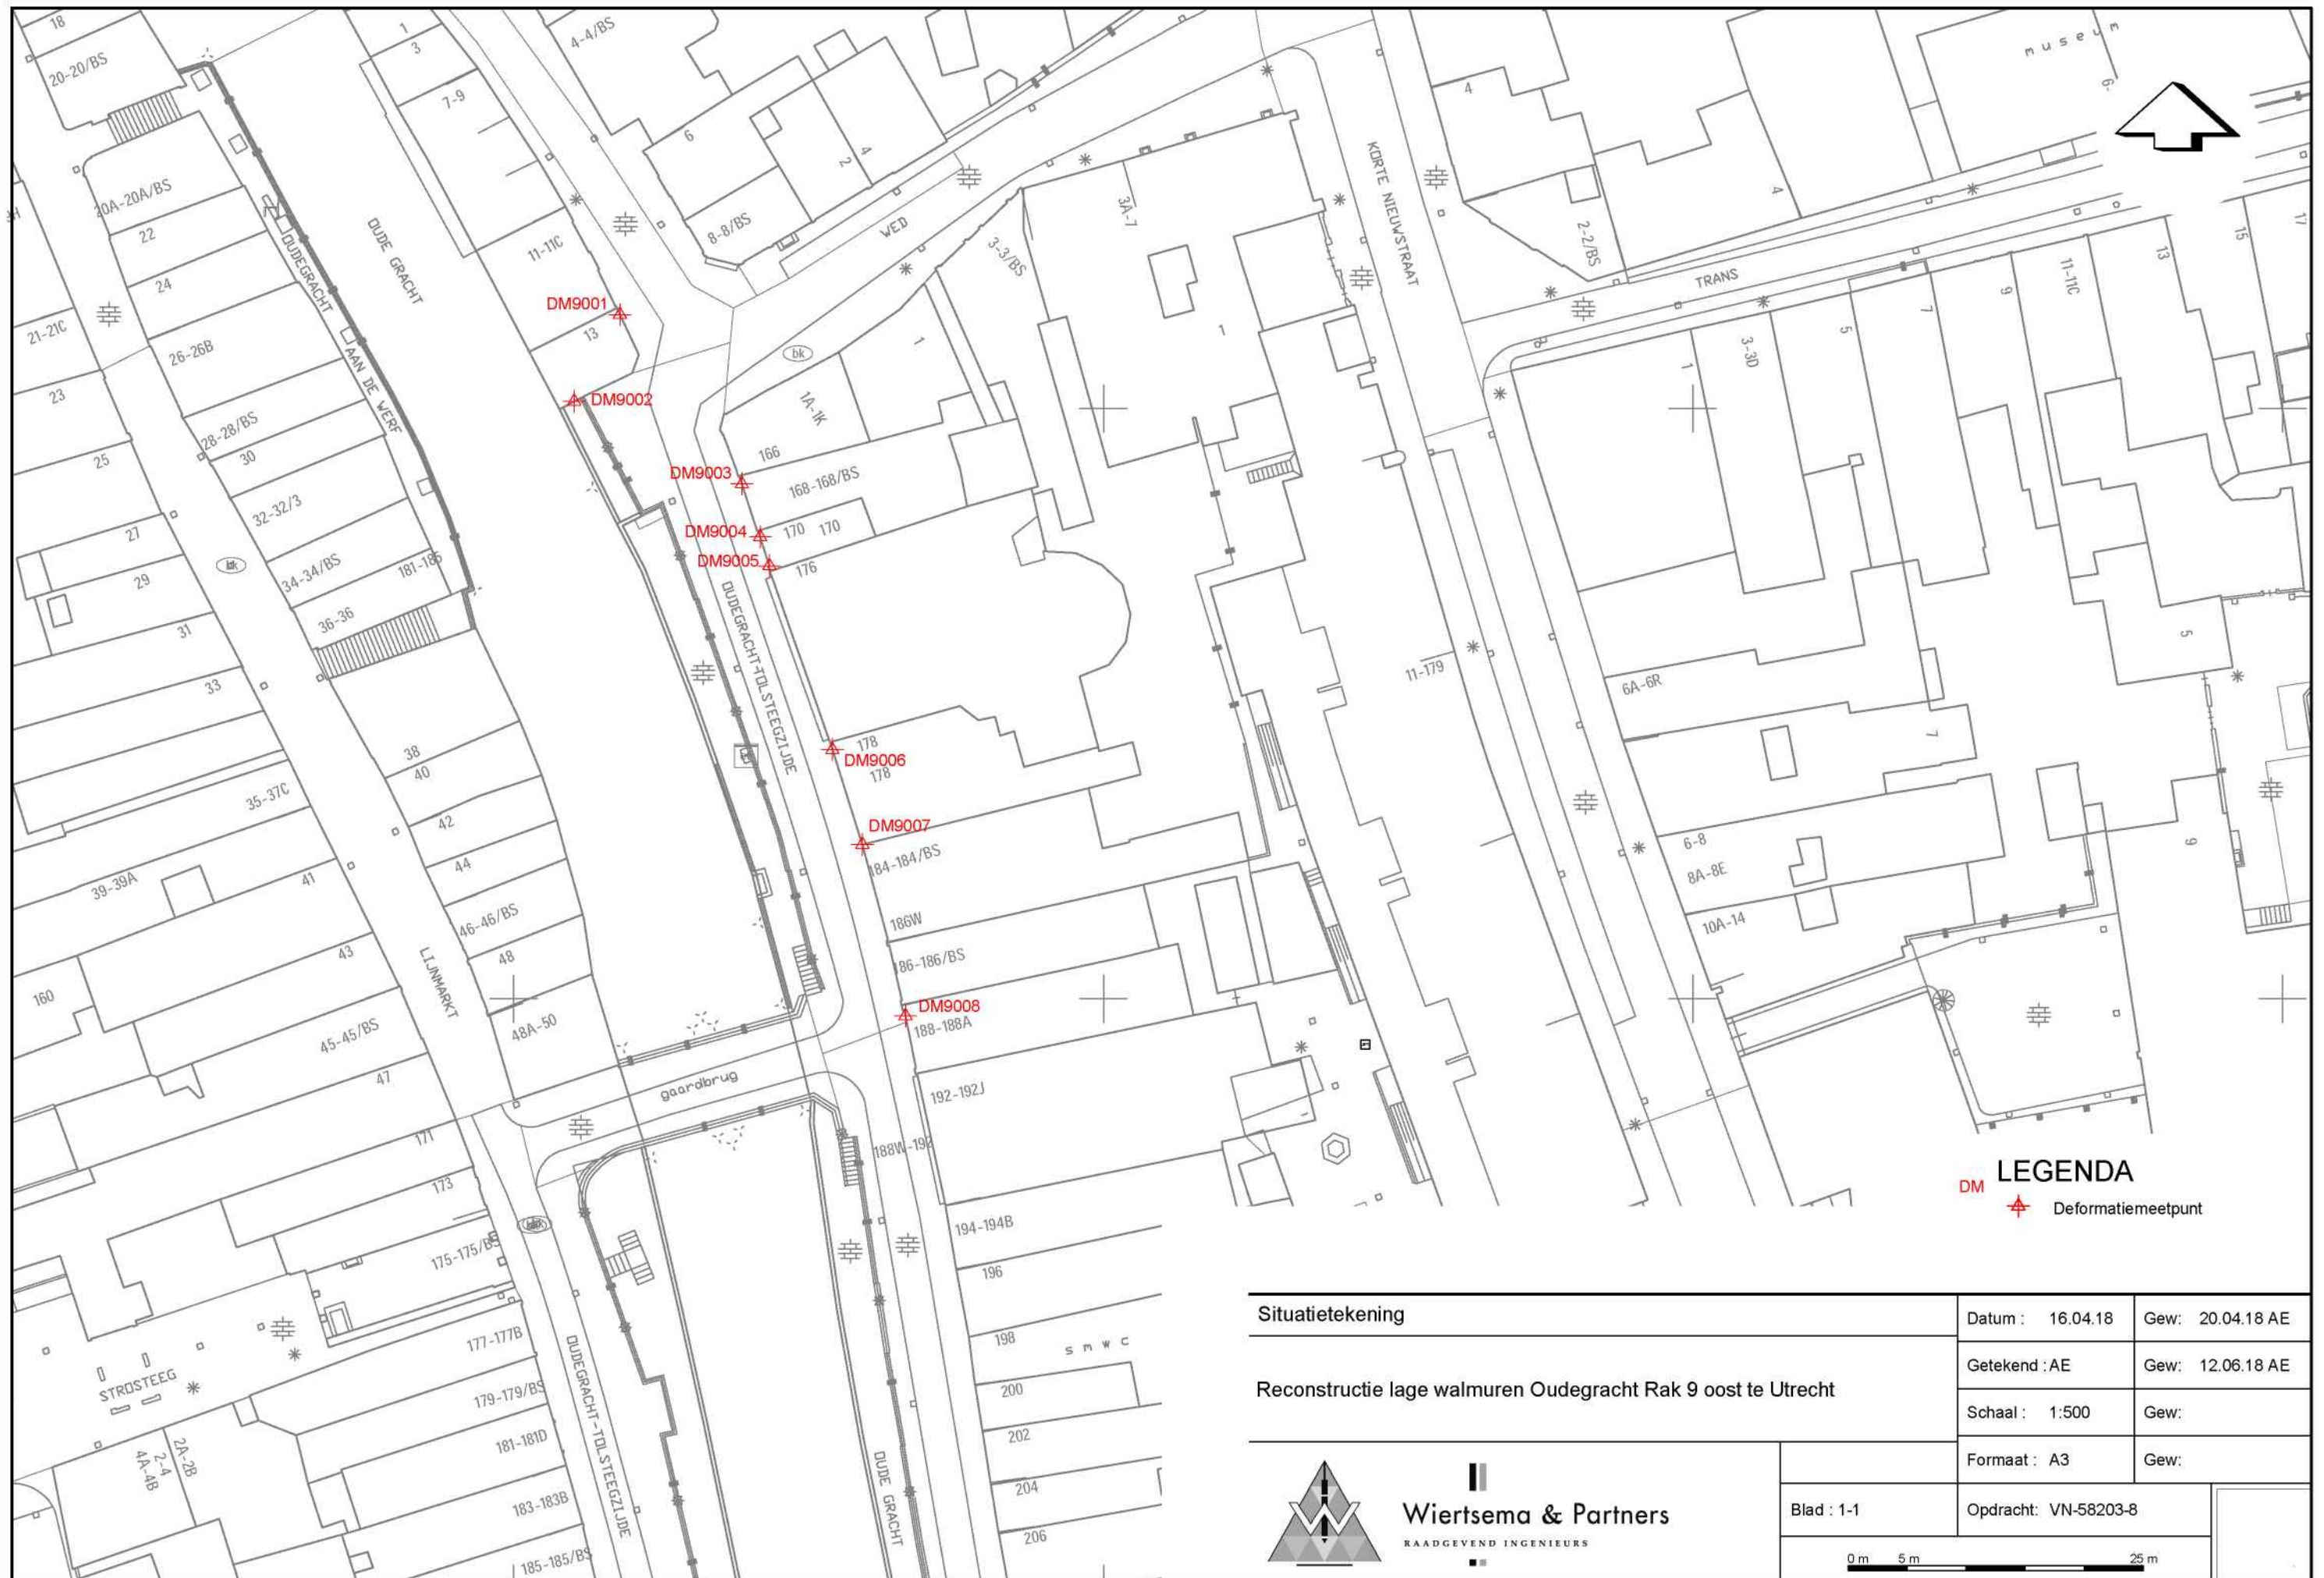 18
20-20/BS
1
3
7-9
4-4/BS
6
2
4
8-8/BS
WED
3-3/BS
3A-7
KORTE NIEUWSTRAAT
4
2-2/BS
4
museum
6-
TRANS
17
15
13
11-11C
9
7
5
3-3D
1
20A-20A/BS
22
24
26-26B
28-28/BS
30
32-32/3
34-34/BS
181-185
36-36
OUDEGRACHT
AAN DE WERF
OUDE GRACHT
11-11C
DM9001
13
DM9002
bk
1
1
1A-1K
166
DM9003
168-168/BS
DM9004
170 170
DM9005
176
OUDEGRACHT-TOLSTEEGZIJDE
178
DM9006
178
DM9007
184-184/BS
186W
186-186/BS
DM9008
188-188A
192-192J
188W-192
194-194B
196
198
smwc
200
202
204
206
21-21C
23
25
27
29
31
33
35-37C
39-39A
41
43
160
45-45/BS
47
171
173
175-175/BS
177-177B
179-179/BS
181-181D
183-183B
185-185/BS
38
40
42
44
46-46/BS
48
48A-50
LIJNMARKT
gaardbrug
STROSTEEG
2A-2B
2-4
4A-4B
OUDEGRACHT-TOLSTEEGZIJDE
OUDE GRACHT
11-179
6A-6R
6-8
8A-8E
10A-14
7
5
9
DM LEGENDA
Deformatiemeetpunt
Situatietekening
Reconstructie lage walmuren Oudegracht Rak 9 oost te Utrecht
Datum : 16.04.18
Gew: 20.04.18 AE
Getekend : AE
Gew: 12.06.18 AE
Schaal : 1:500
Gew:
Formaat : A3
Gew:
Wiertsema & Partners
RAADGEVEND INGENIEURS
Blad : 1-1
Opdracht: VN-58203-8
0 m 5 m 25 m